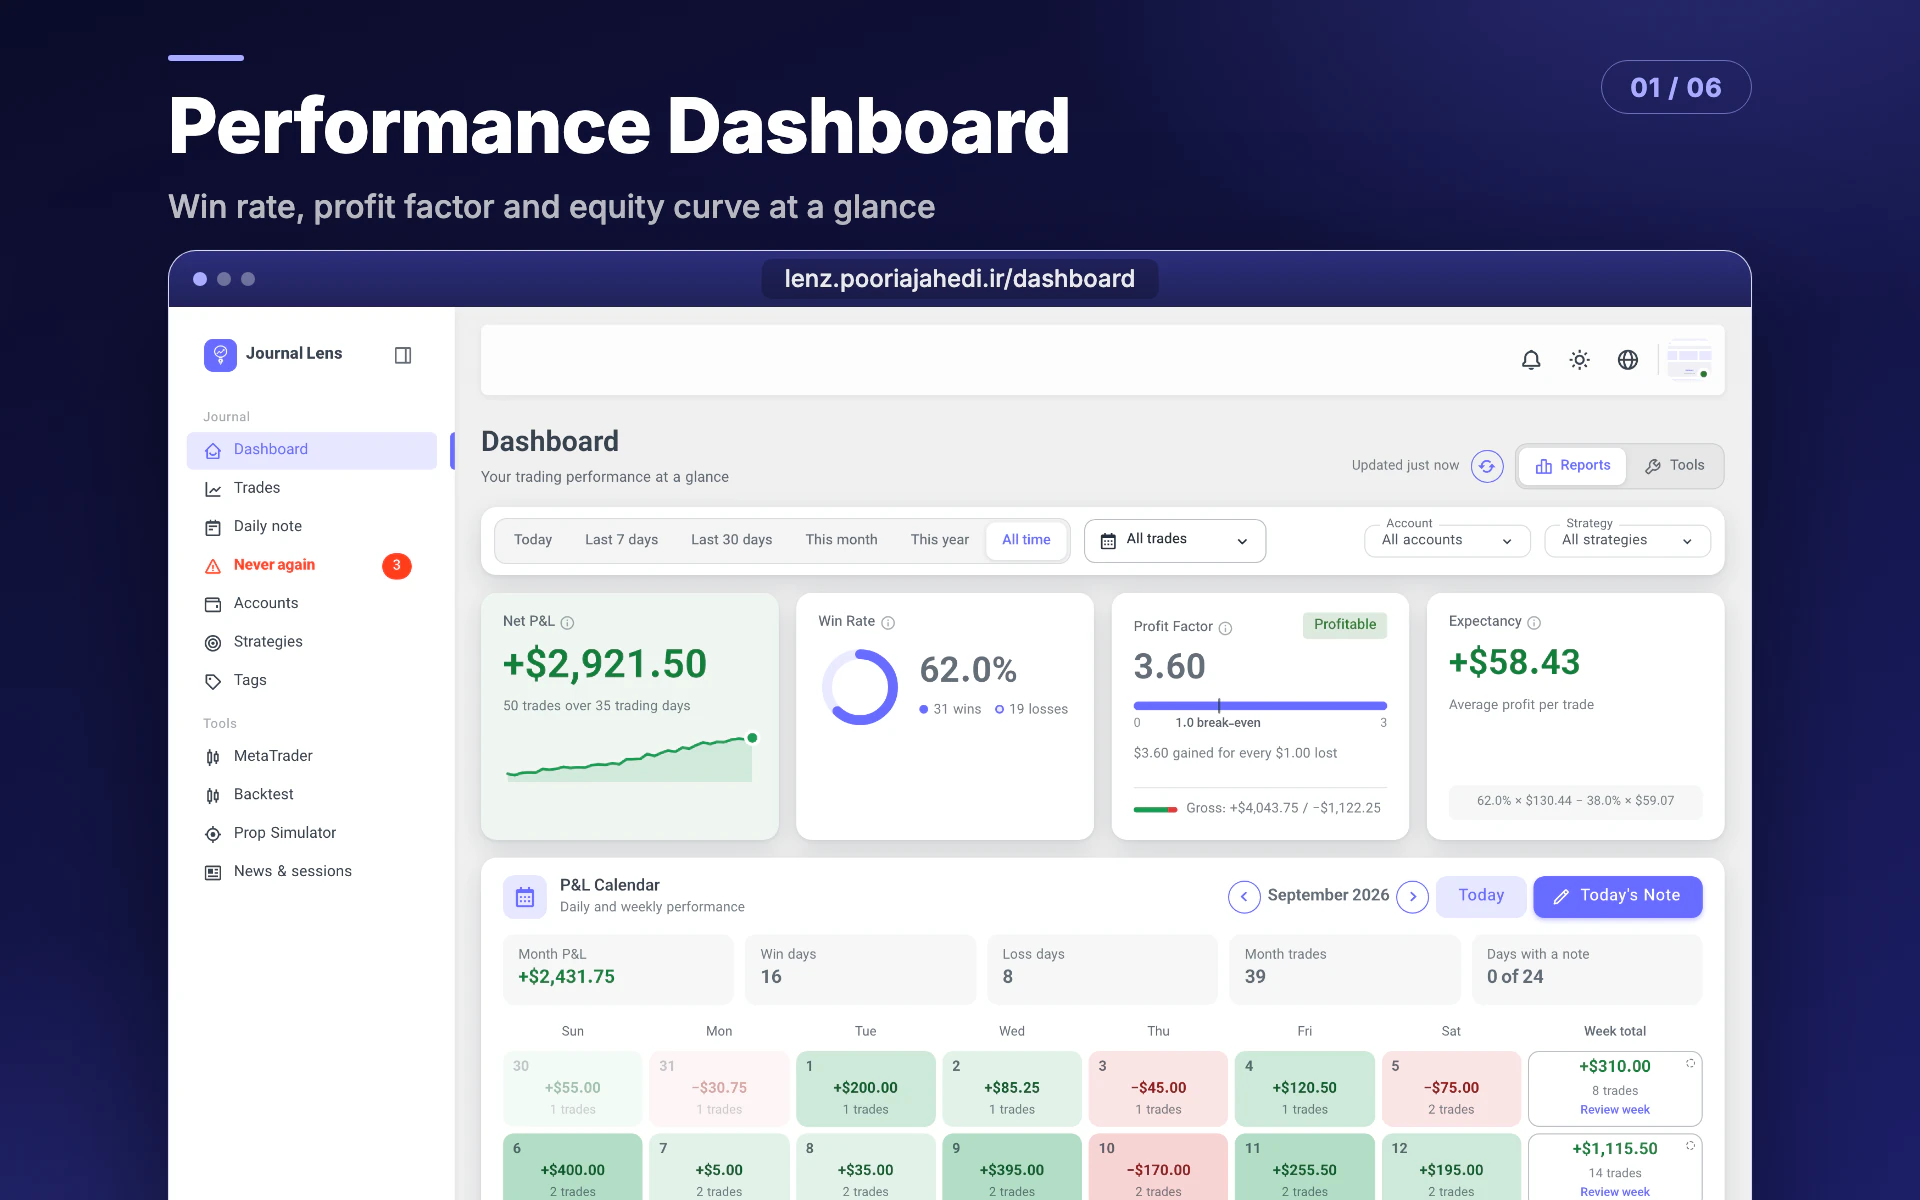 01 / 06
Performance Dashboard
Win rate, profit factor and equity curve at a glance
lenz.pooriajahedi.ir/dashboard
Journal Lens
Journal
Dashboard
Trades
Daily note
Never again
3
Accounts
Strategies
Tags
Tools
MetaTrader
Backtest
Prop Simulator
News & sessions
Dashboard
Your trading performance at a glance
Updated just now
Reports
Tools
Today
Last 7 days
Last 30 days
This month
This year
All time
All trades
Account
All accounts
Strategy
All strategies
Net P&L
+$2,921.50
50 trades over 35 trading days
Win Rate
62.0%
31 wins
19 losses
Profit Factor
Profitable
3.60
0
1.0 break-even
3
$3.60 gained for every $1.00 lost
Gross: +$4,043.75 / −$1,122.25
Expectancy
+$58.43
Average profit per trade
62.0% × $130.44 − 38.0% × $59.07
P&L Calendar
Daily and weekly performance
September 2026
Today
Today's Note
Month P&L
+$2,431.75
Win days
16
Loss days
8
Month trades
39
Days with a note
0 of 24
Sun Mon Tue Wed Thu Fri Sat Week total
30 31 1 2 3 4 5
+$55.00 −$30.75 +$200.00 +$85.25 −$45.00 +$120.50 −$75.00 +$310.00
1 trades 1 trades 1 trades 1 trades 1 trades 1 trades 2 trades 8 trades
Review week
6 7 8 9 10 11 12
+$400.00 +$5.00 +$35.00 +$395.00 −$170.00 +$255.50 +$195.00 +$1,115.50
2 trades 2 trades 2 trades 2 trades 2 trades 2 trades 2 trades 14 trades
Review week